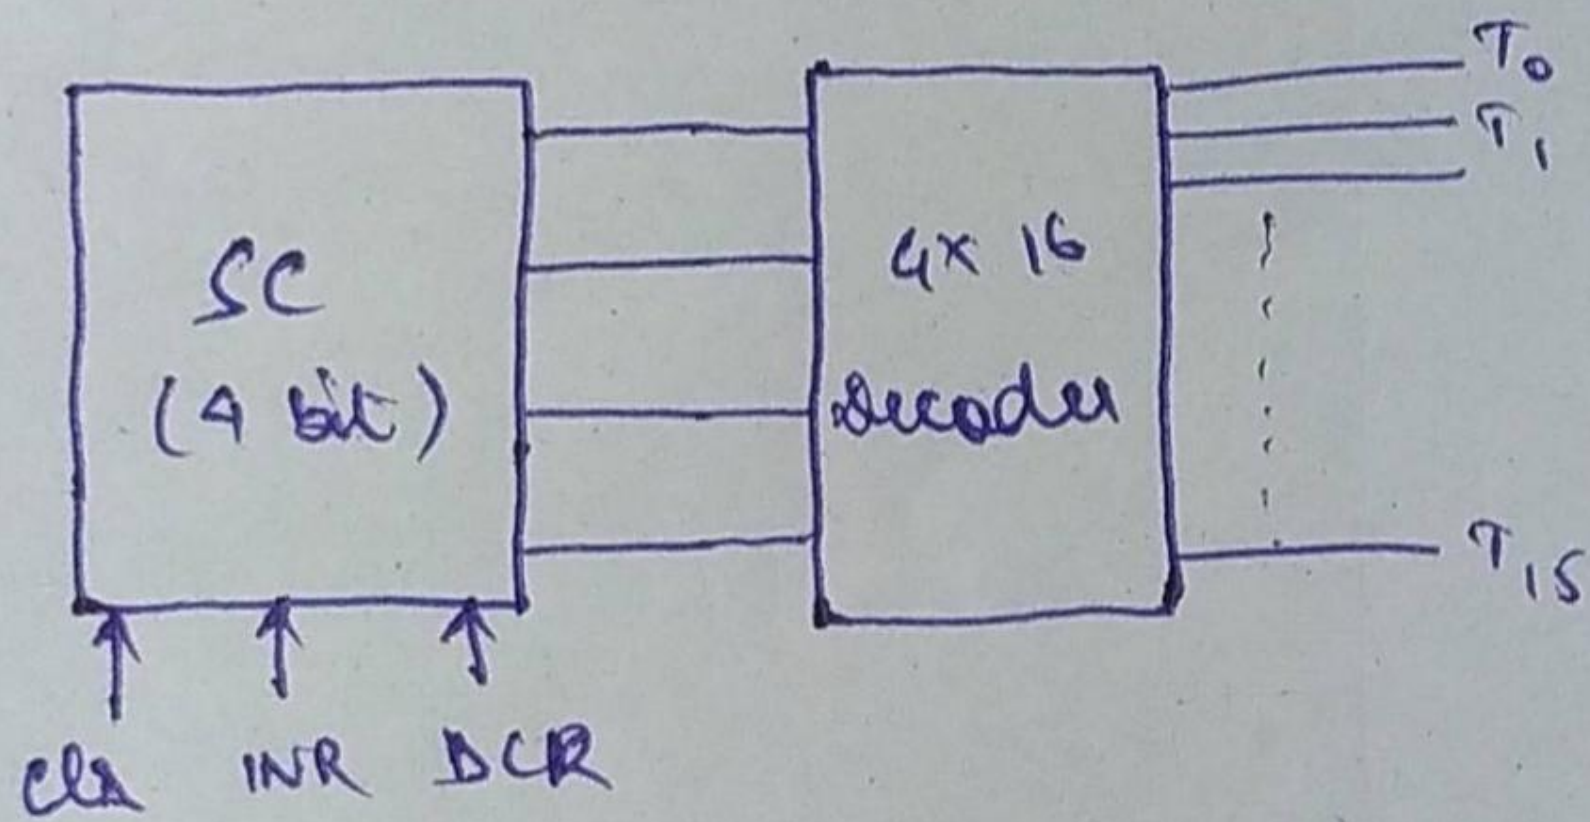 SC
(4 bit)
4x 16
Decoder
T0
T1
T15
Clr INR DCR